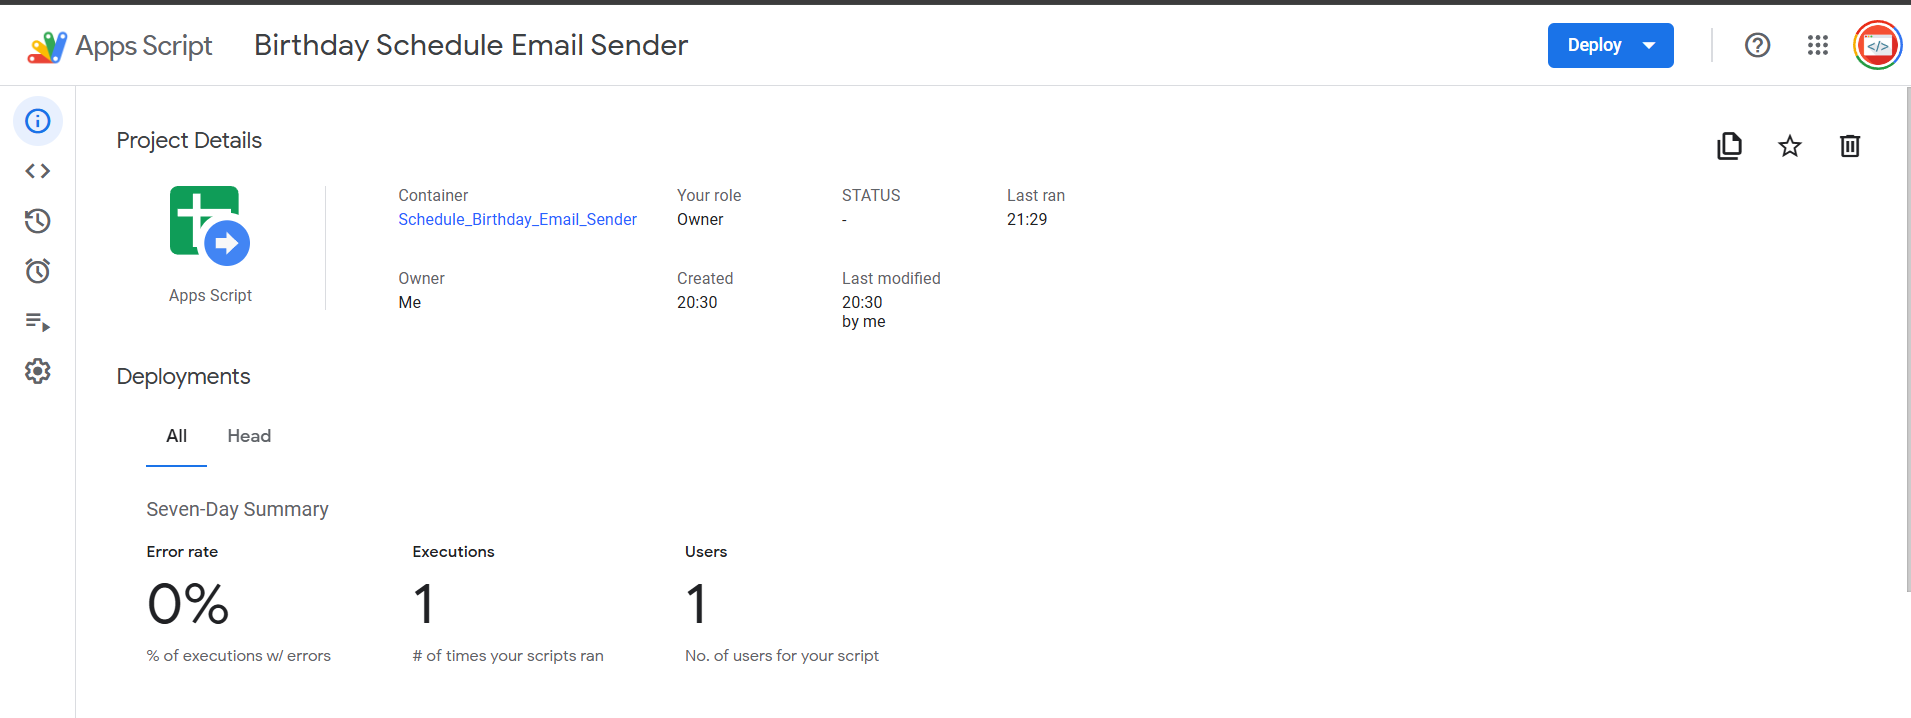 Apps Script
Birthday Schedule Email Sender
Deploy
Project Details
Apps Script
Container
Schedule_Birthday_Email_Sender
Your role
Owner
STATUS
-
Last ran
21:29
Owner
Me
Created
20:30
Last modified
20:30
by me
Deployments
All
Head
Seven-Day Summary
Error rate
0%
% of executions w/ errors
Executions
1
# of times your scripts ran
Users
1
No. of users for your script